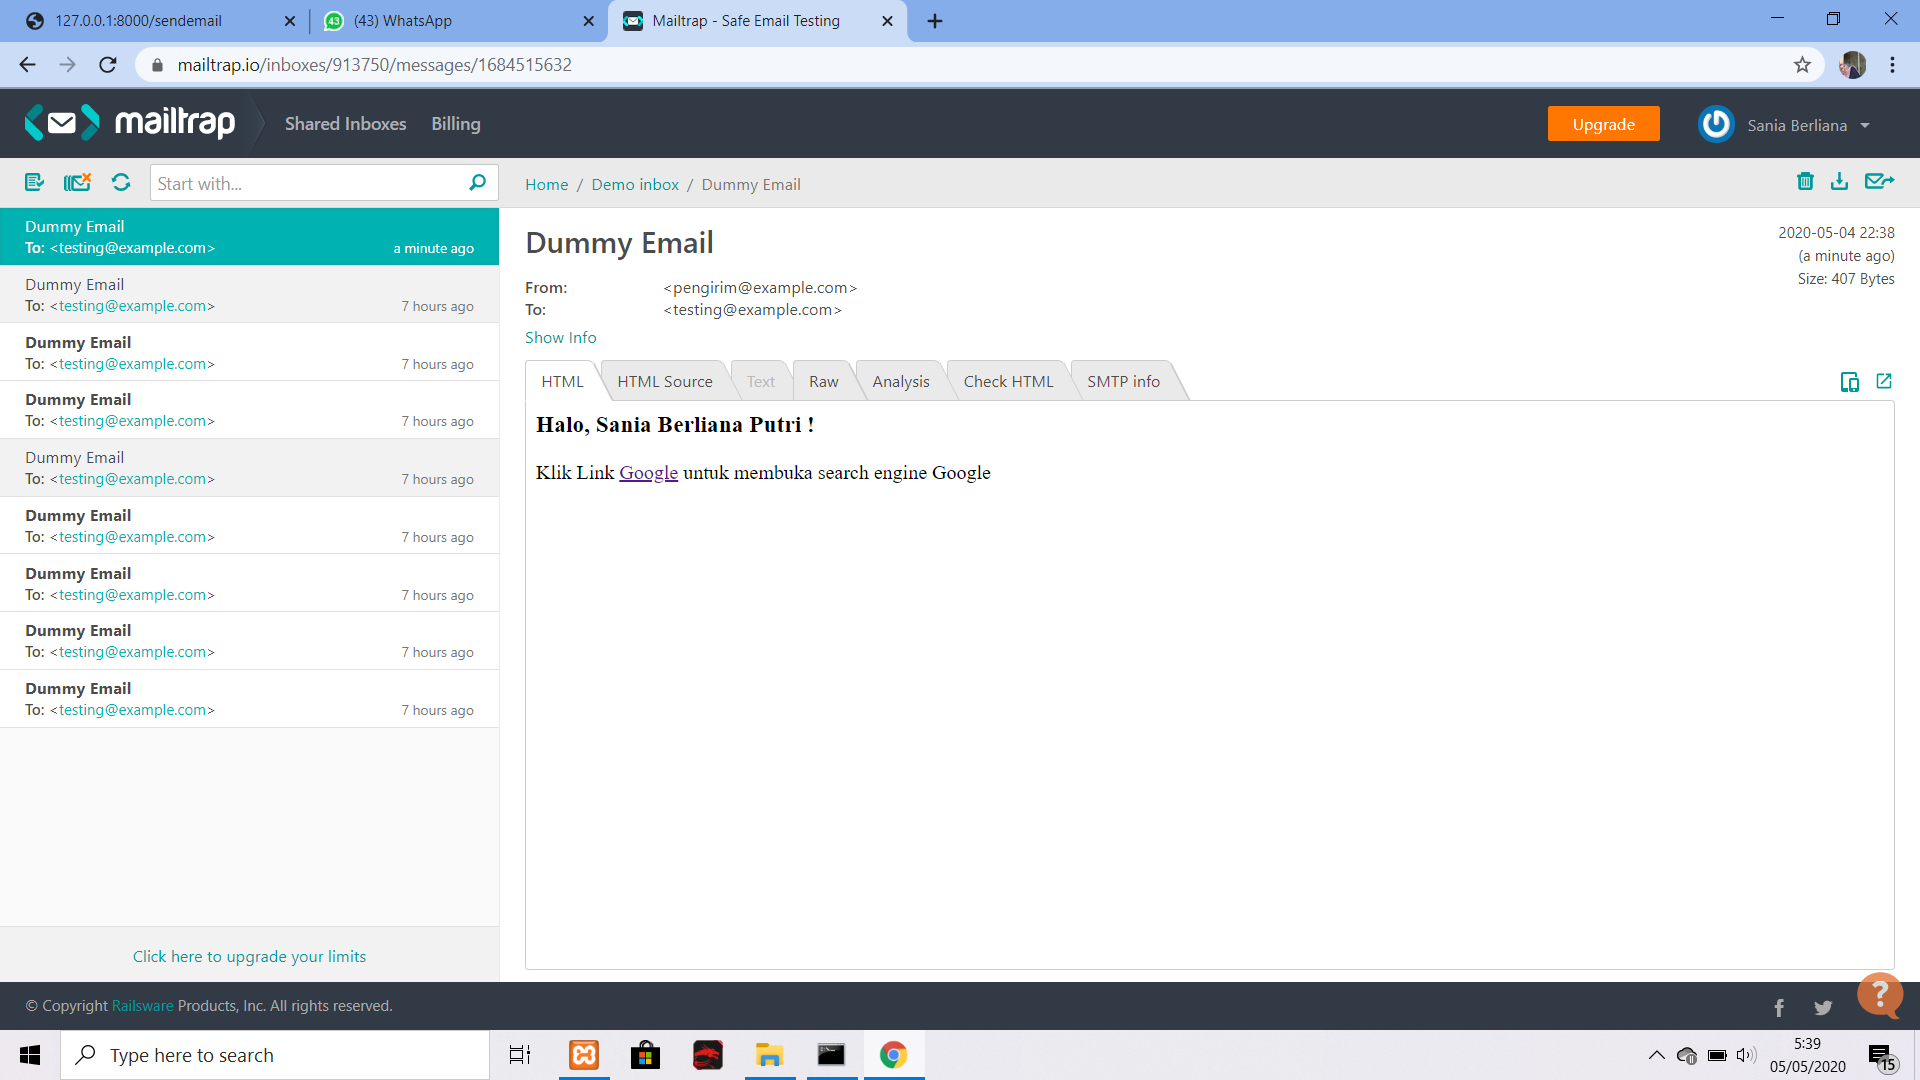 127.0.0.1:8000/sendemail
43
(43) WhatsApp
Mailtrap - Safe Email Testing
mailtrap.io/inboxes/913750/messages/1684515632
mailtrap
Shared Inboxes
Billing
Upgrade
Sania Berliana
Start with...
Home / Demo inbox / Dummy Email
Dummy Email
To: <testing@example.com> a minute ago
Dummy Email
To: <testing@example.com> 7 hours ago
Dummy Email
To: <testing@example.com> 7 hours ago
Dummy Email
To: <testing@example.com> 7 hours ago
Dummy Email
To: <testing@example.com> 7 hours ago
Dummy Email
To: <testing@example.com> 7 hours ago
Dummy Email
To: <testing@example.com> 7 hours ago
Dummy Email
To: <testing@example.com> 7 hours ago
Dummy Email
To: <testing@example.com> 7 hours ago
Click here to upgrade your limits
Dummy Email
2020-05-04 22:38
(a minute ago)
Size: 407 Bytes
From: <pengirim@example.com>
To: <testing@example.com>
Show Info
HTML
HTML Source
Text
Raw
Analysis
Check HTML
SMTP info
Halo, Sania Berliana Putri !
Klik Link Google untuk membuka search engine Google
© Copyright Railsware Products, Inc. All rights reserved.
?
Type here to search
5:39
05/05/2020
15